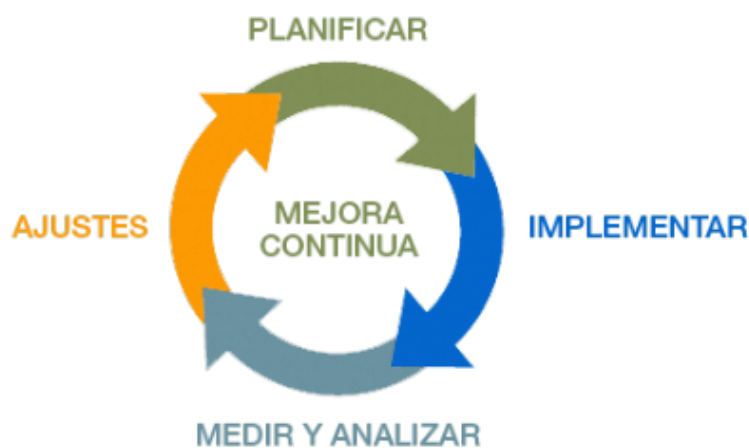 PLANIFICAR
AJUSTES
MEJORA
CONTINUA
IMPLEMENTAR
MEDIR Y ANALIZAR